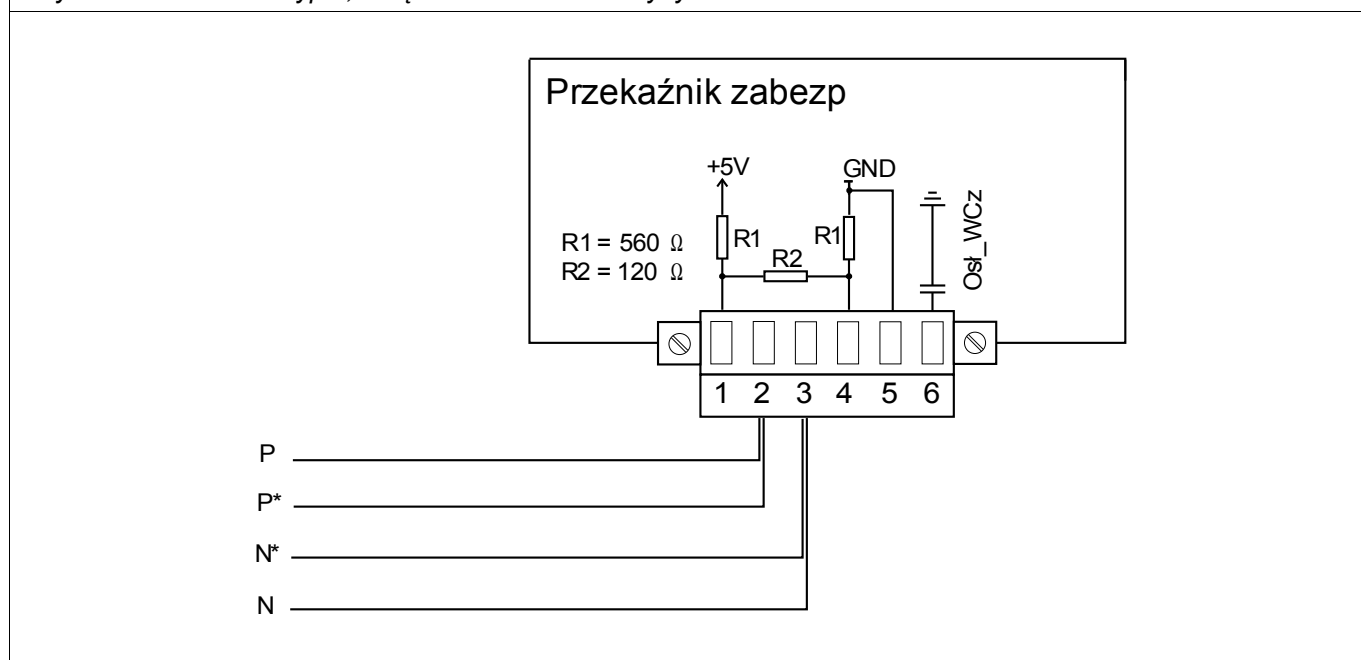 Przekaźnik zabezp
+5V GND
R1 = 560 Ω
R2 = 120 Ω
R1 R2 R1
Osł_WCz
1 2 3 4 5 6
P
P*
N*
N